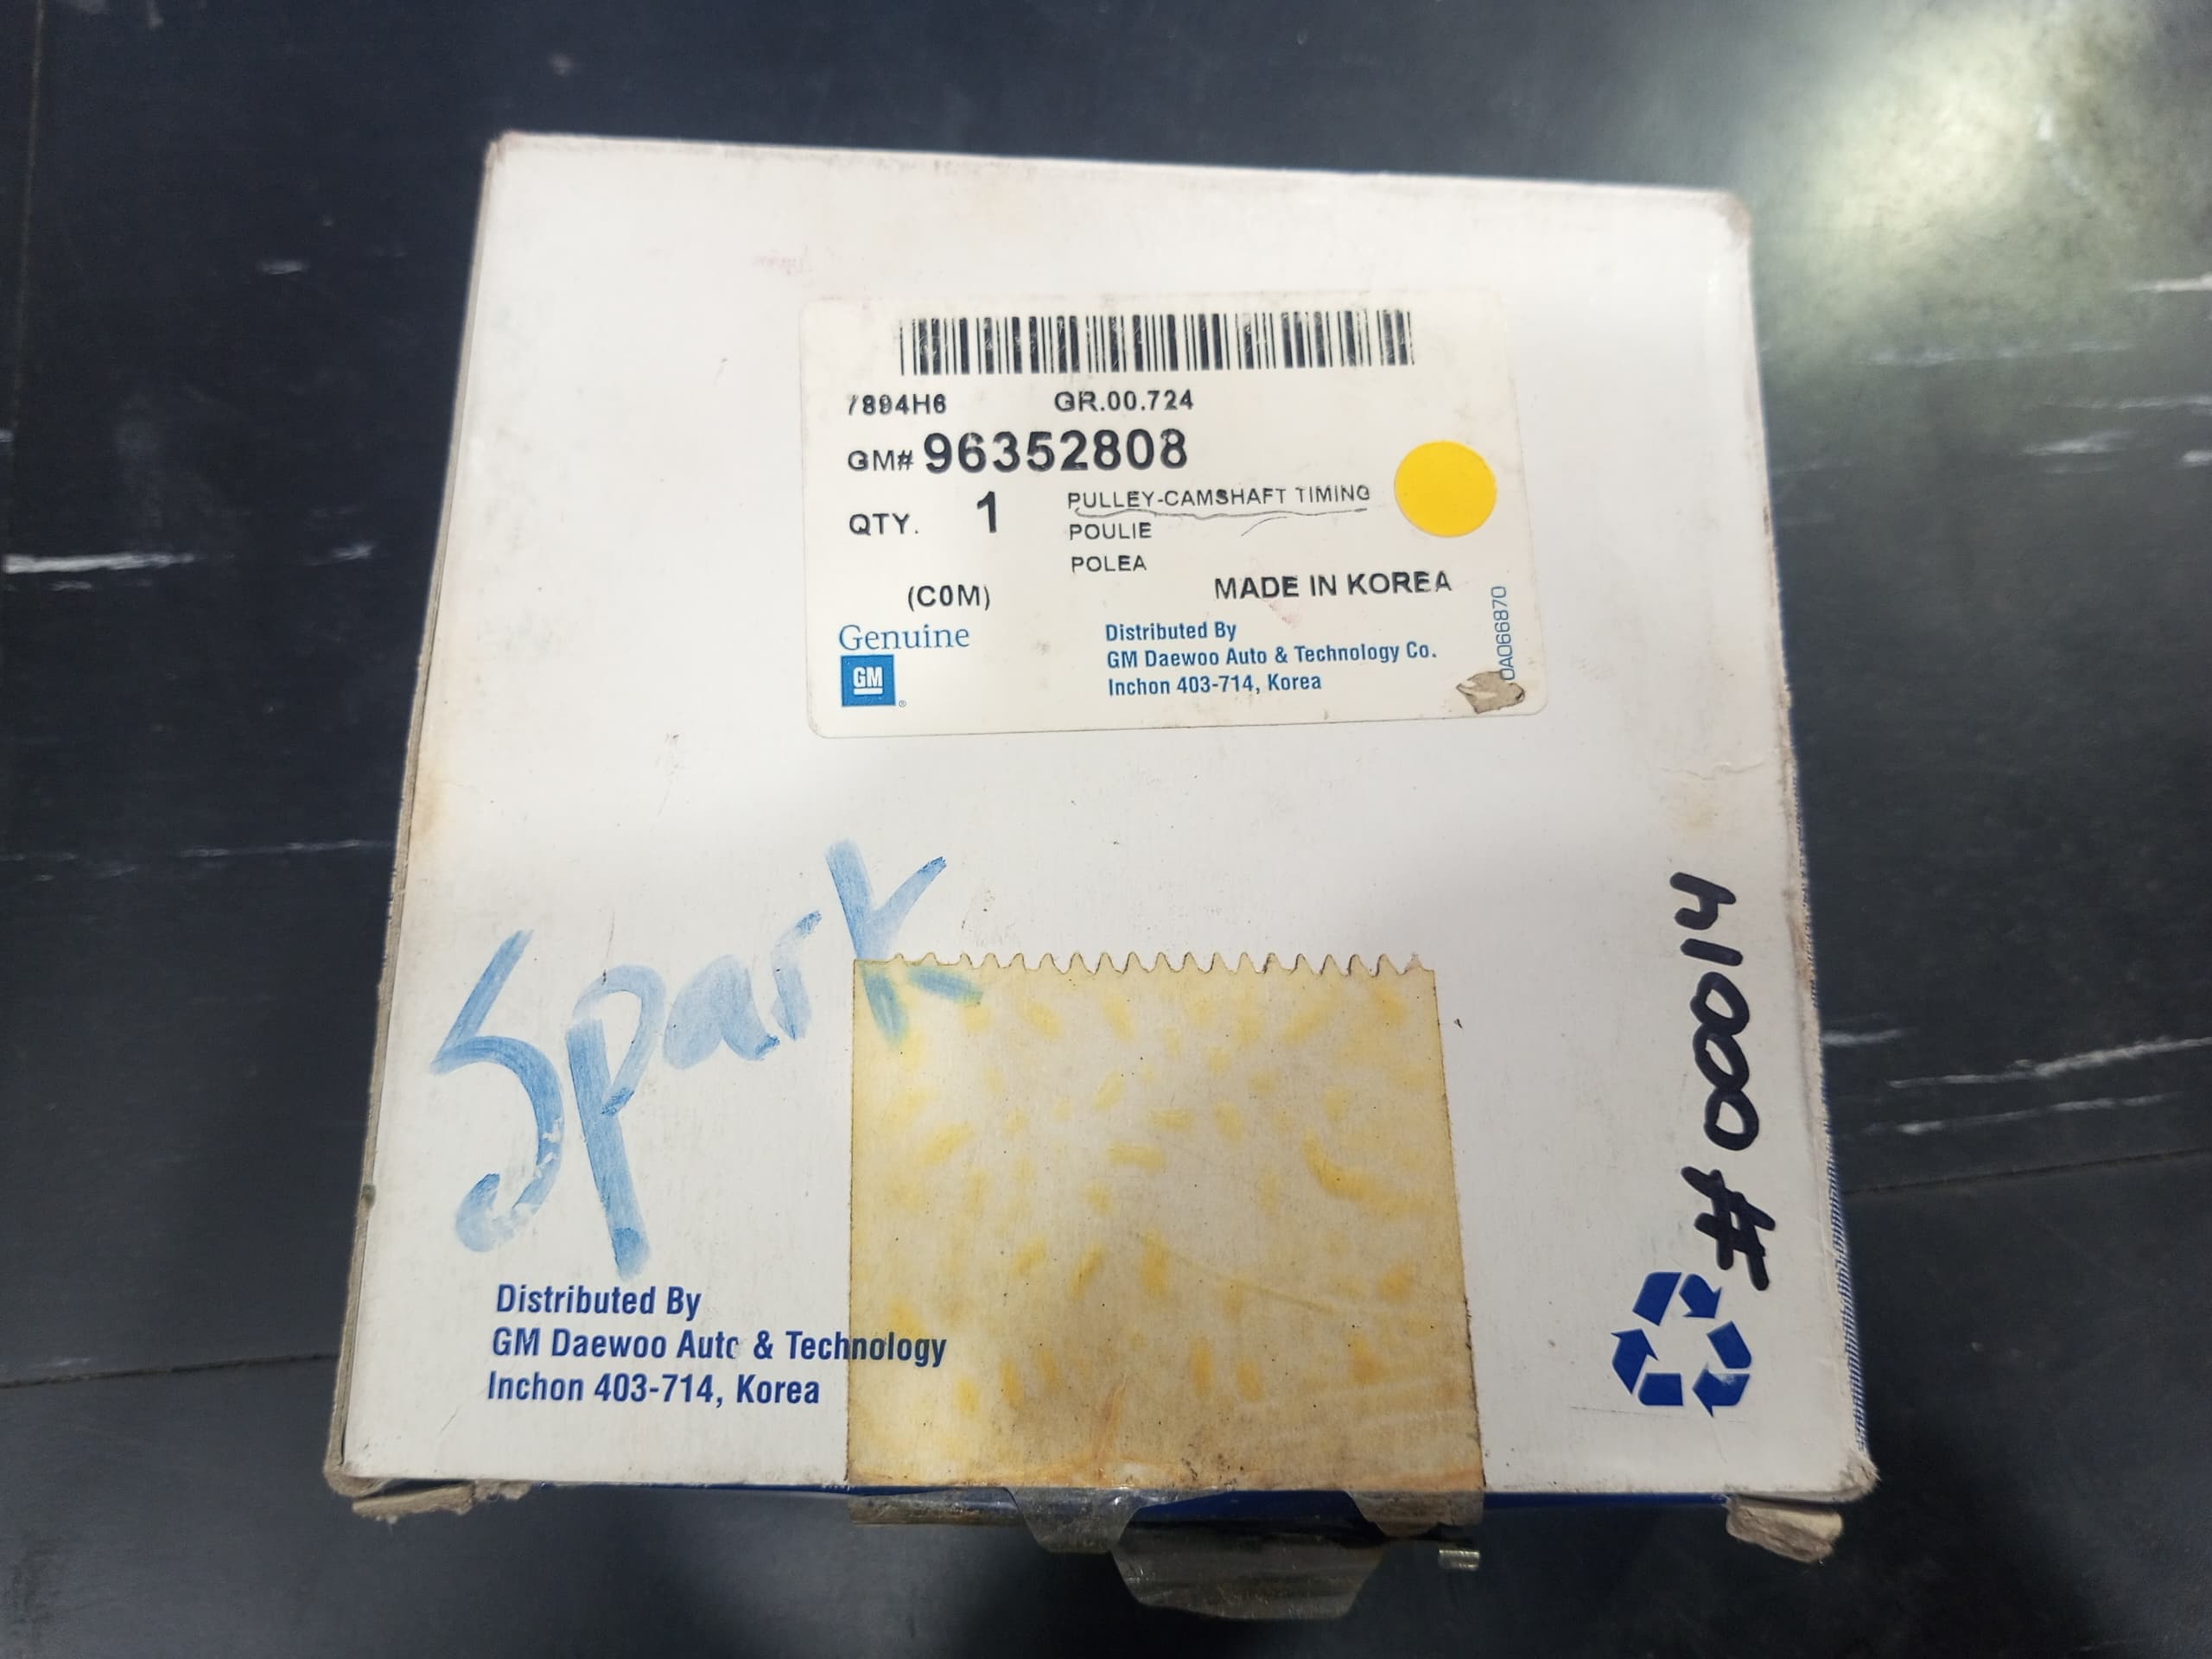 7894H6 GR.00.724
GM# 96352808
QTY. 1 PULLEY-CAMSHAFT TIMING
POULIE
POLEA
(C0M) MADE IN KOREA
Genuine
GM
®
Distributed By
GM Daewoo Auto & Technology Co.
Inchon 403-714, Korea
0A066870
Spark
#00014
Distributed By
GM Daewoo Auto & Technology
Inchon 403-714, Korea